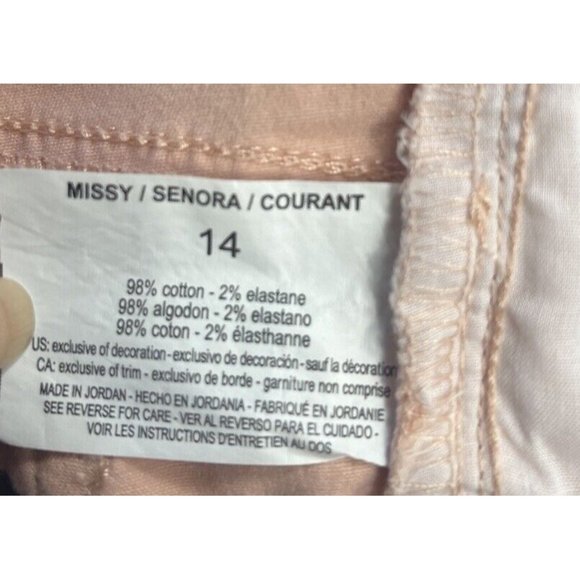 MISSY / SENORA / COURANT
14
98% cotton - 2% elastane
98% algodon - 2% elastano
98% coton - 2% élasthanne
US: exclusive of decoration - exclusivo de decoración - sauf la décoration
CA: exclusive of trim - exclusivo de borde - garniture non comprise
MADE IN JORDAN - HECHO EN JORDANIA - FABRIQUÉ EN JORDANIE
SEE REVERSE FOR CARE - VER AL REVERSO PARA EL CUIDADO -
VOIR LES INSTRUCTIONS D'ENTRETIEN AU DOS